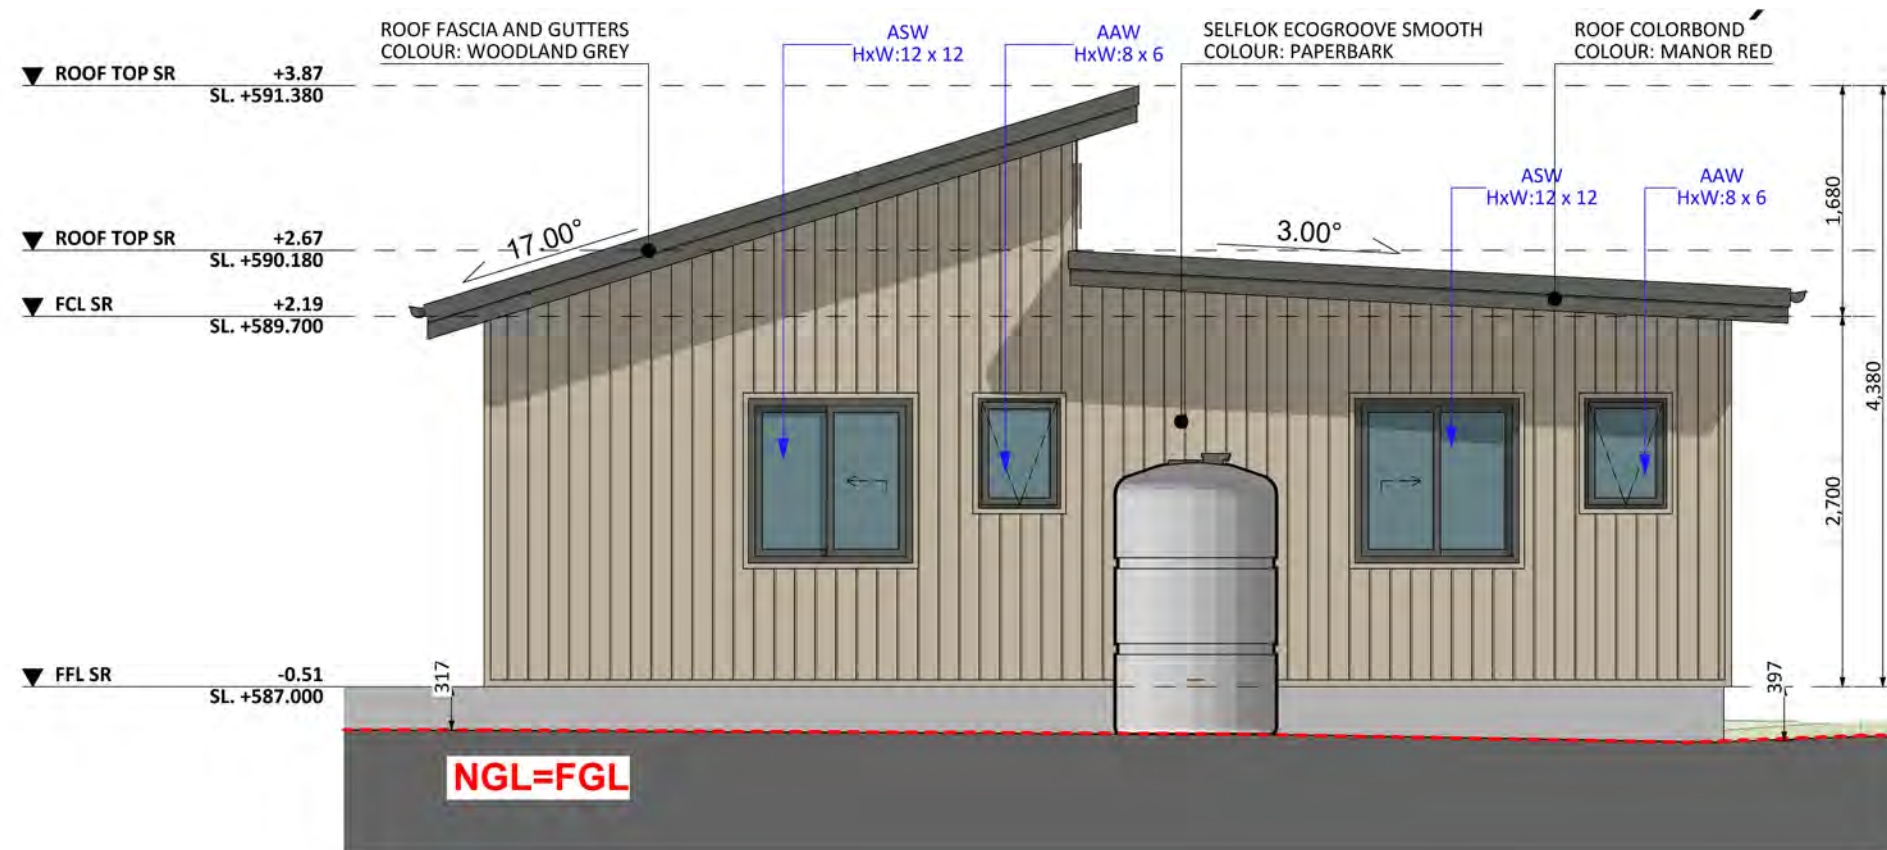 ROOF FASCIA AND GUTTERS
COLOUR: WOODLAND GREY
ASW
HxW:12 x 12
AAW
HxW:8 x 6
SELFLOK ECOGROOVE SMOOTH
COLOUR: PAPERBARK
ROOF COLORBOND
COLOUR: MANOR RED
ROOF TOP SR +3.87
SL. +591.380
ASW
HxW:12 x 12
AAW
HxW:8 x 6
1,680
17.00°
3.00°
ROOF TOP SR +2.67
SL. +590.180
FCL SR +2.19
SL. +589.700
4,380
2,700
FFL SR -0.51
SL. +587.000
317
397
NGL=FGL